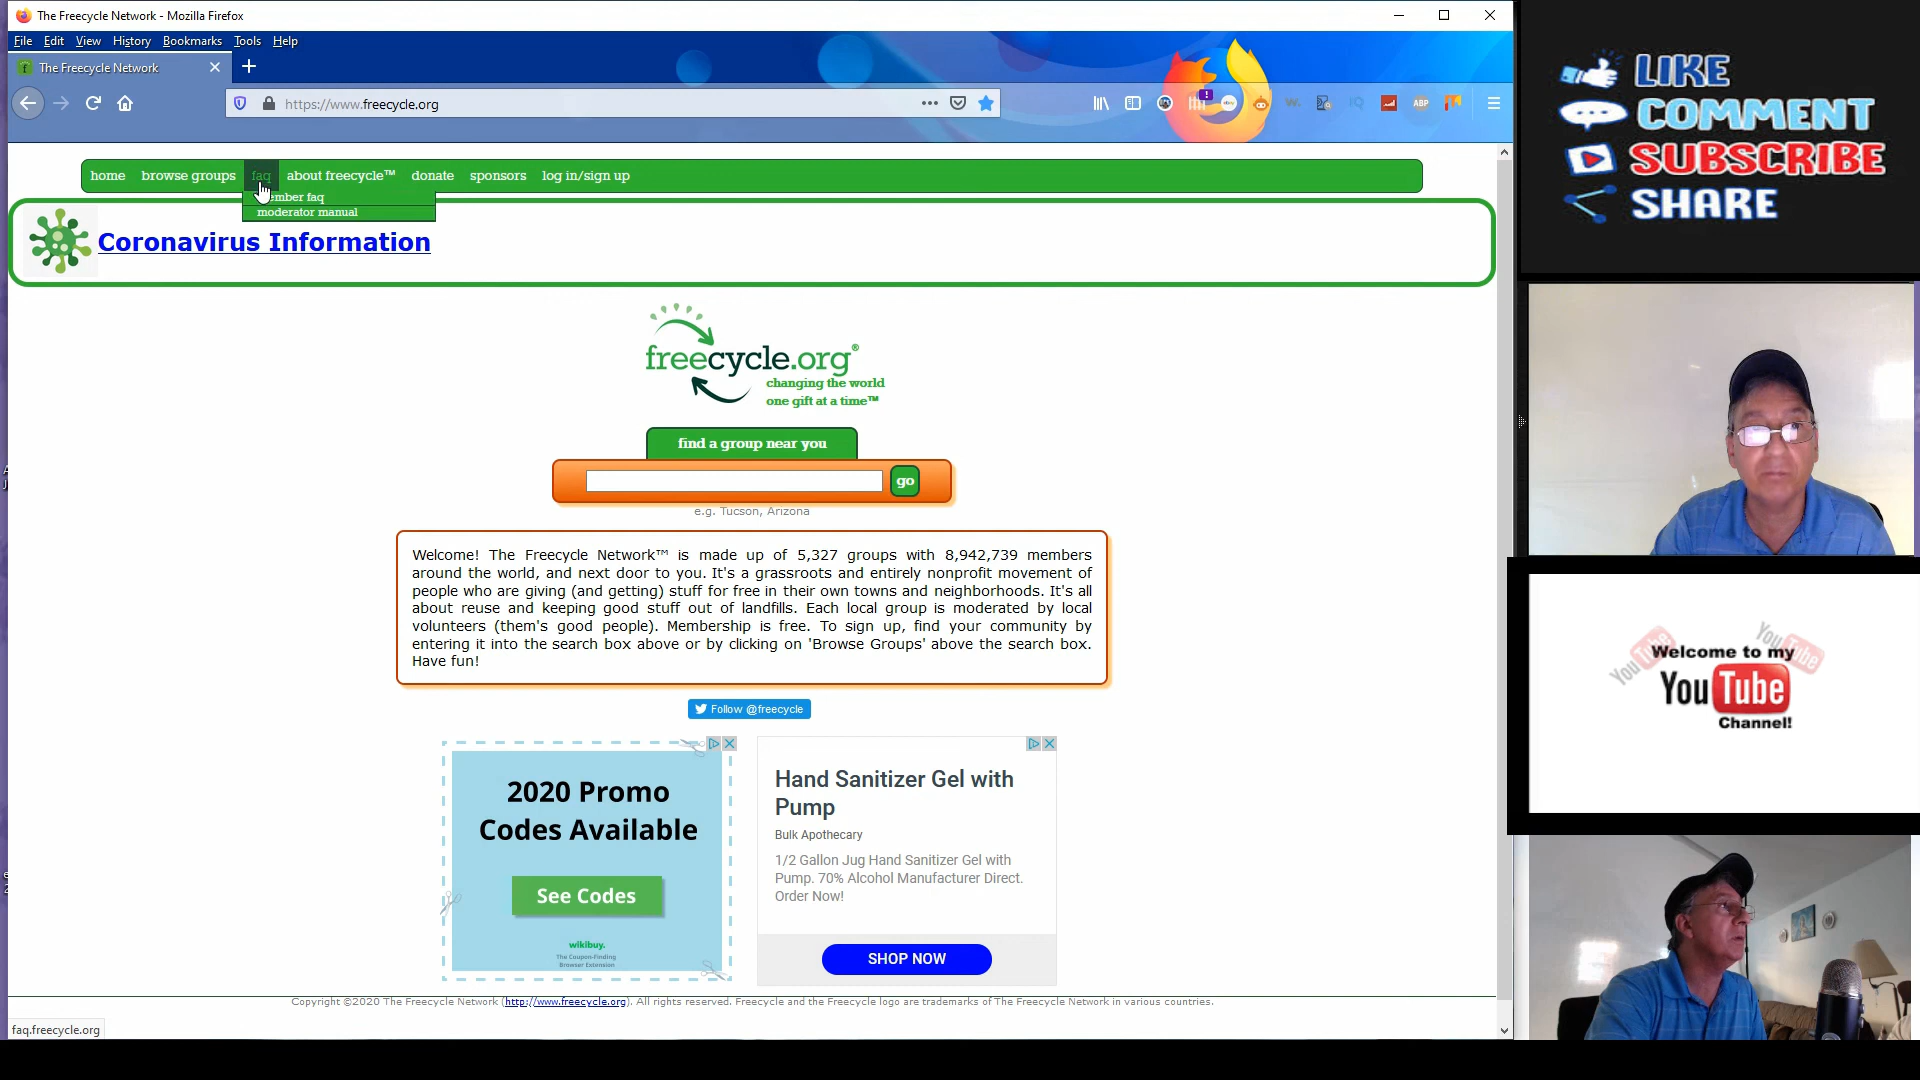 The Freecycle Network - Mozilla Firefox
File Edit View History Bookmarks Tools Help
The Freecycle Network
https://www.freecycle.org
ABP
home browse groups faq about freecycle™ donate sponsors log in/sign up
faq
moderator manual
Coronavirus Information
freecycle.org®
changing the world
one gift at a time™
find a group near you
go
e.g. Tucson, Arizona
Welcome! The Freecycle Network™ is made up of 5,327 groups with 8,942,739 members
around the world, and next door to you. It's a grassroots and entirely nonprofit movement of
people who are giving (and getting) stuff for free in their own towns and neighborhoods. It's all
about reuse and keeping good stuff out of landfills. Each local group is moderated by local
volunteers (them's good people). Membership is free. To sign up, find your community by
entering it into the search box above or by clicking on 'Browse Groups' above the search box.
Have fun!
Follow @freecycle
2020 Promo
Codes Available
See Codes
wikibuy.
The Coupon-Finding
Browser Extension
Hand Sanitizer Gel with
Pump
Bulk Apothecary
1/2 Gallon Jug Hand Sanitizer Gel with
Pump. 70% Alcohol Manufacturer Direct.
Order Now!
SHOP NOW
Copyright ©2020 The Freecycle Network (http://www.freecycle.org). All rights reserved. Freecycle and the Freecycle logo are trademarks of The Freecycle Network in various countries.
faq.freecycle.org
LIKE
COMMENT
SUBSCRIBE
SHARE
You Tube You Tube
Welcome to my
YouTube
Channel!